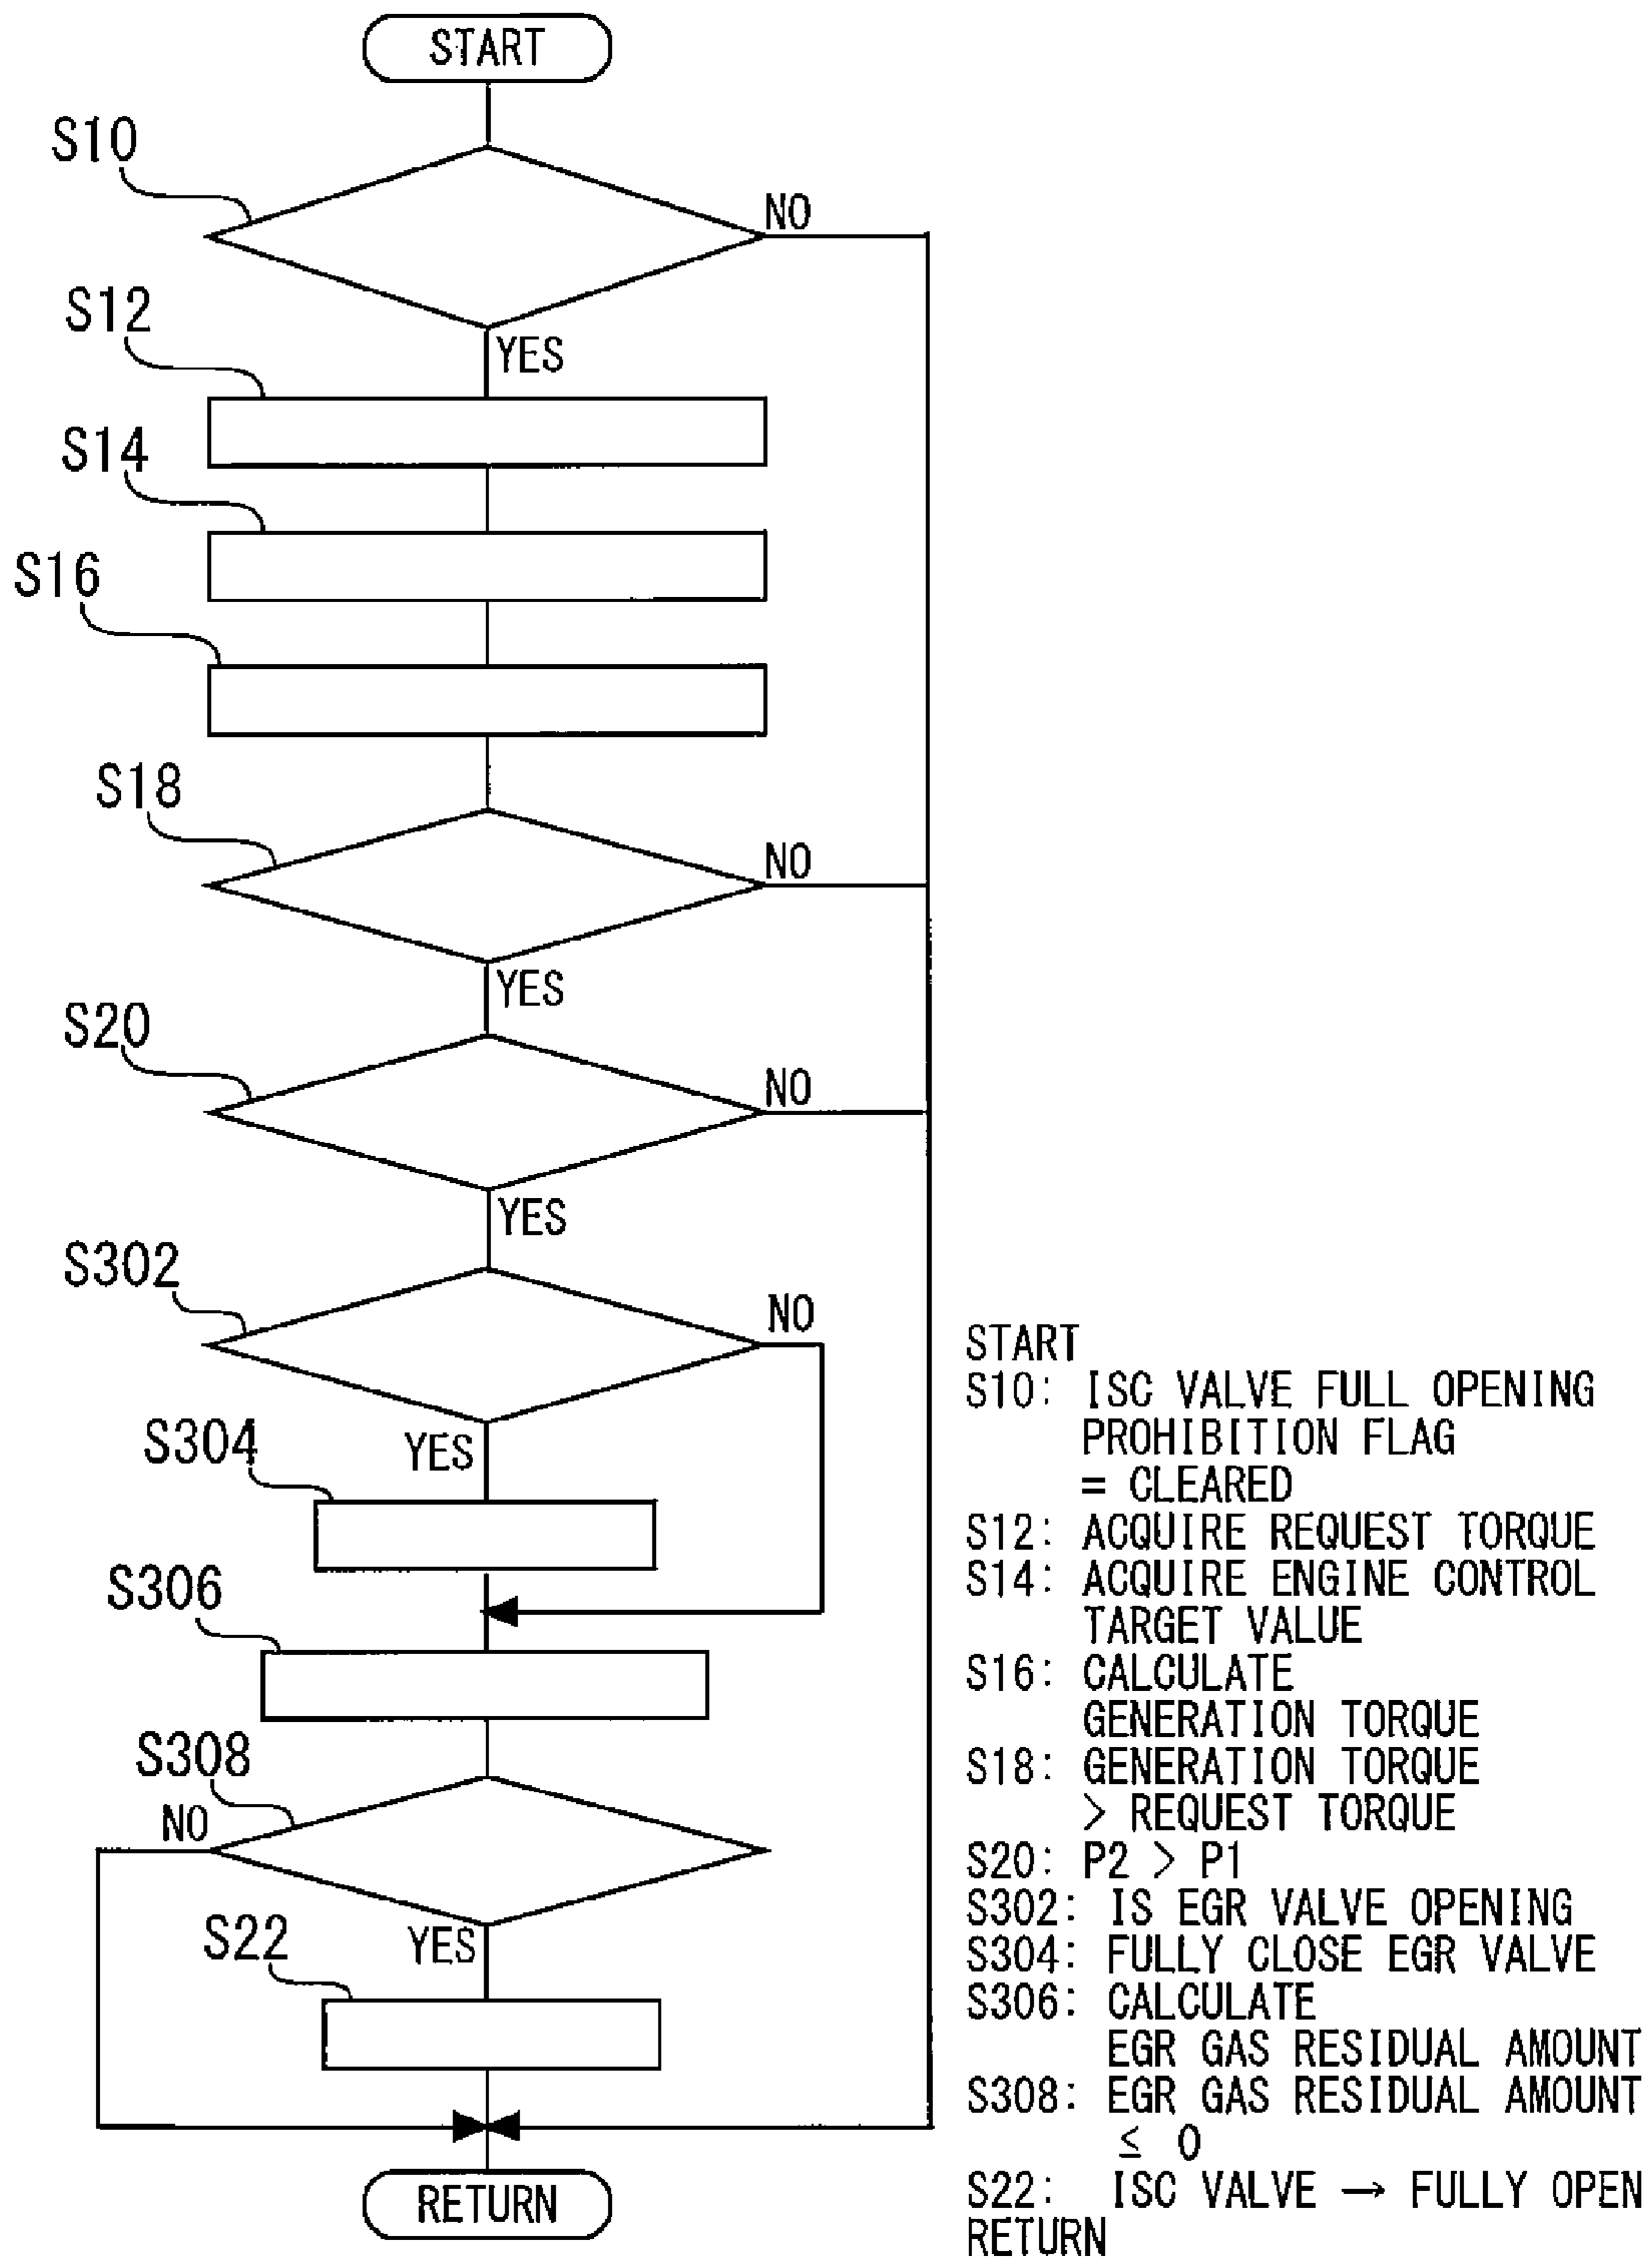 START
S10
NO
YES
S12
S14
S16
S18
NO
YES
S20
NO
YES
S302
NO
YES
S304
S306
S308
NO
YES
S22
RETURN
START
S10: ISC VALVE FULL OPENING
PROHIBITION FLAG
= CLEARED
S12: ACQUIRE REQUEST TORQUE
S14: ACQUIRE ENGINE CONTROL
TARGET VALUE
S16: CALCULATE
GENERATION TORQUE
S18: GENERATION TORQUE
> REQUEST TORQUE
S20: P2 > P1
S302: IS EGR VALVE OPENING
S304: FULLY CLOSE EGR VALVE
S306: CALCULATE
EGR GAS RESIDUAL AMOUNT
S308: EGR GAS RESIDUAL AMOUNT
≤ 0
S22: ISC VALVE → FULLY OPEN
RETURN